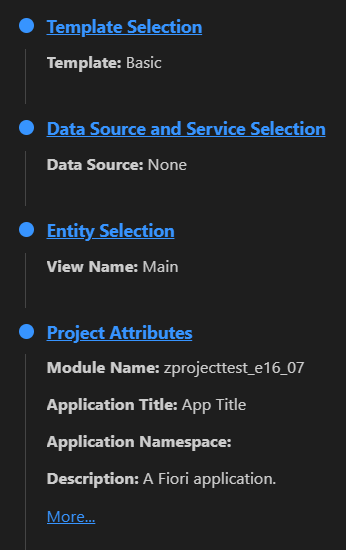 Template Selection
Template: Basic
Data Source and Service Selection
Data Source: None
Entity Selection
View Name: Main
Project Attributes
Module Name: zprojecttest_e16_07
Application Title: App Title
Application Namespace:
Description: A Fiori application.
More...